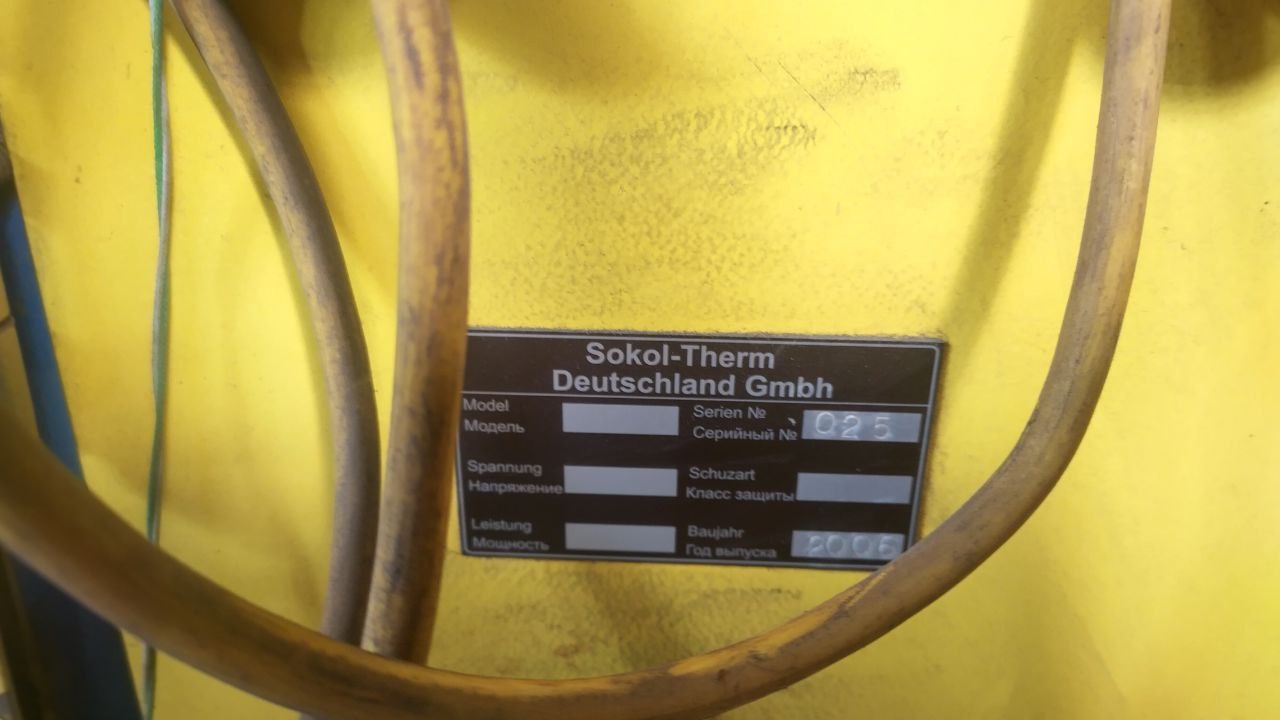 Sokol-Therm
Deutschland Gmbh
Model
Модель
Serien №
Серийный №
025
Spannung
Напряжение
Schuzart
Класс защиты
Leistung
Мощность
Baujahr
Год выпуска